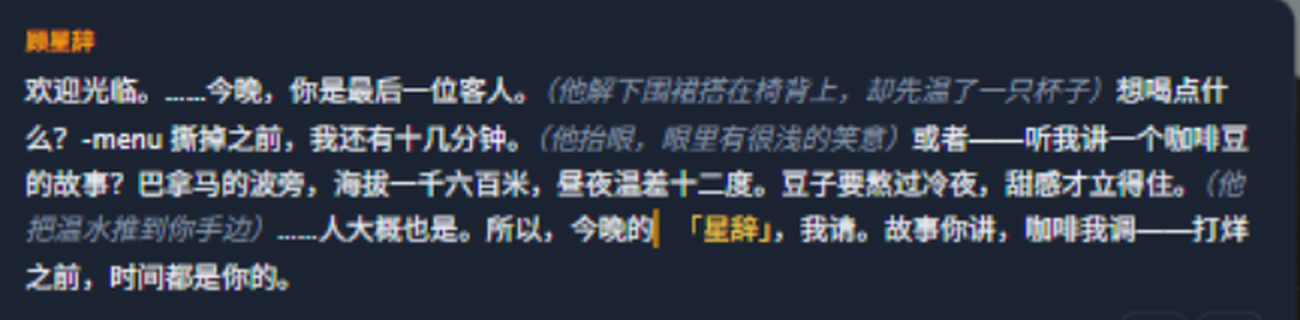 顾星辞
欢迎光临。……今晚，你是最后一位客人。（他解下围裙搭在椅背上，却先温了一只杯子）想喝点什
么？-menu 撕掉之前，我还有十几分钟。（他抬眼，眼里有很浅的笑意）或者——听我讲一个咖啡豆
的故事？巴拿马的波旁，海拔一千六百米，昼夜温差十二度。豆子要熬过冷夜，甜感才立得住。（他
把温水推到你手边）……人大概也是。所以，今晚的 「星辞」，我请。故事你讲，咖啡我调——打烊
之前，时间都是你的。